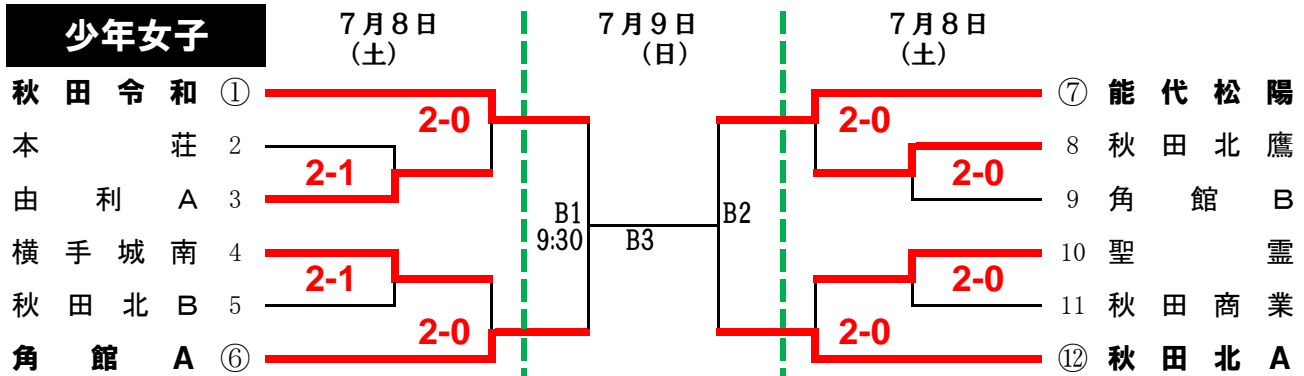 少年女子 7月8日 7月9日 7月8日
(土) (日) (土)
秋田令和 ① ⑦ 能代松陽
2-0 2-0
本荘 2 8 秋田北鷹
2-1 2-0
由利A 3 9 角館B
B1 B2
9:30 B3
横手城南 4 10 聖霊
2-1 2-0
秋田北B 5 11 秋田商業
2-0 2-0
角館A ⑥ ⑫ 秋田北A